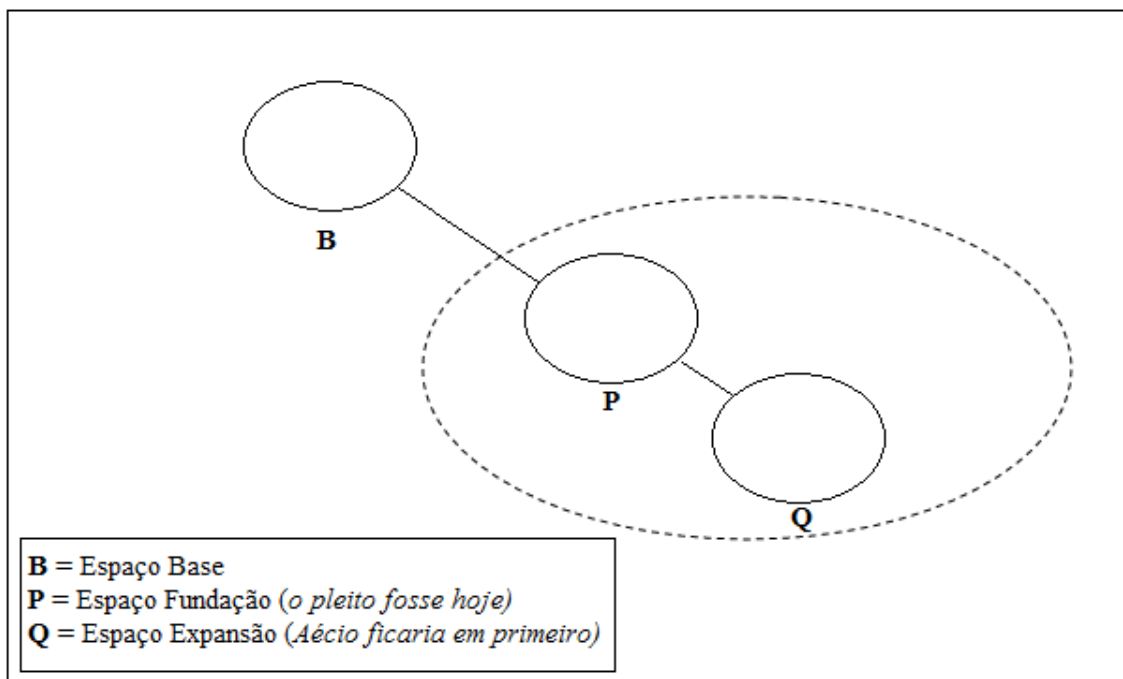 B
P
Q
B = Espaço Base
P = Espaço Fundação (o pleito fosse hoje)
Q = Espaço Expansão (Aécio ficaria em primeiro)